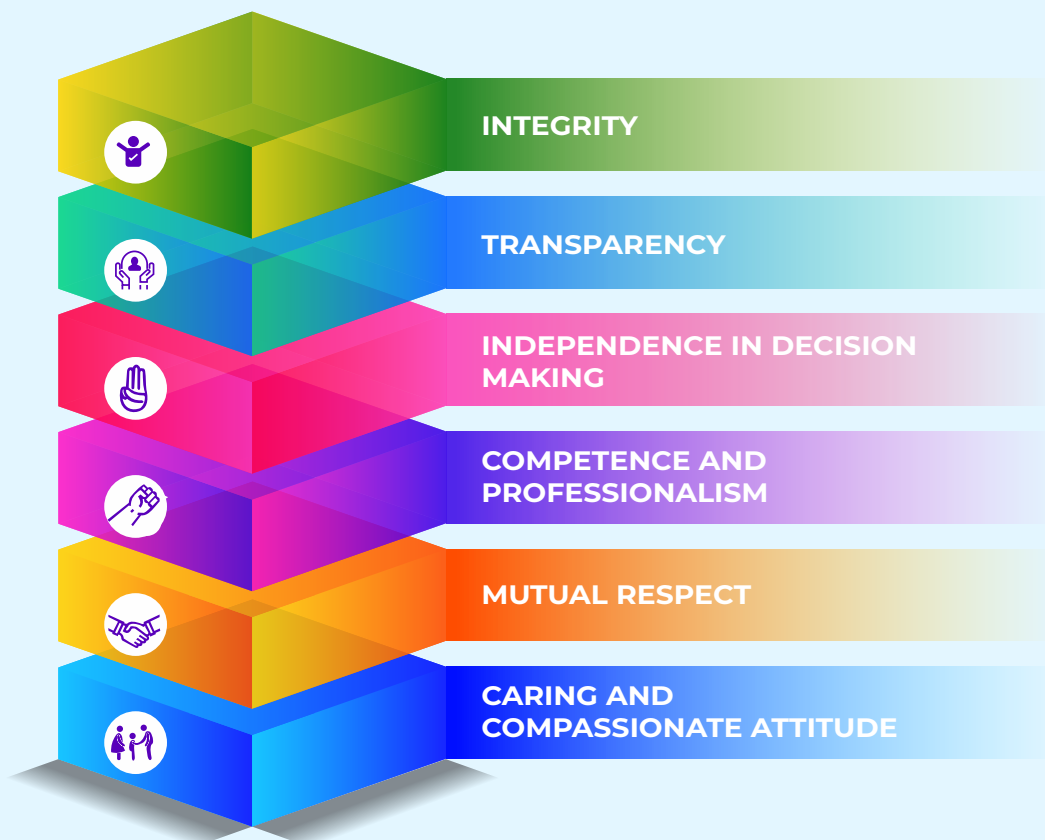 INTEGRITY
TRANSPARENCY
INDEPENDENCE IN DECISION
MAKING
COMPETENCE AND
PROFESSIONALISM
MUTUAL RESPECT
CARING AND
COMPASSIONATE ATTITUDE